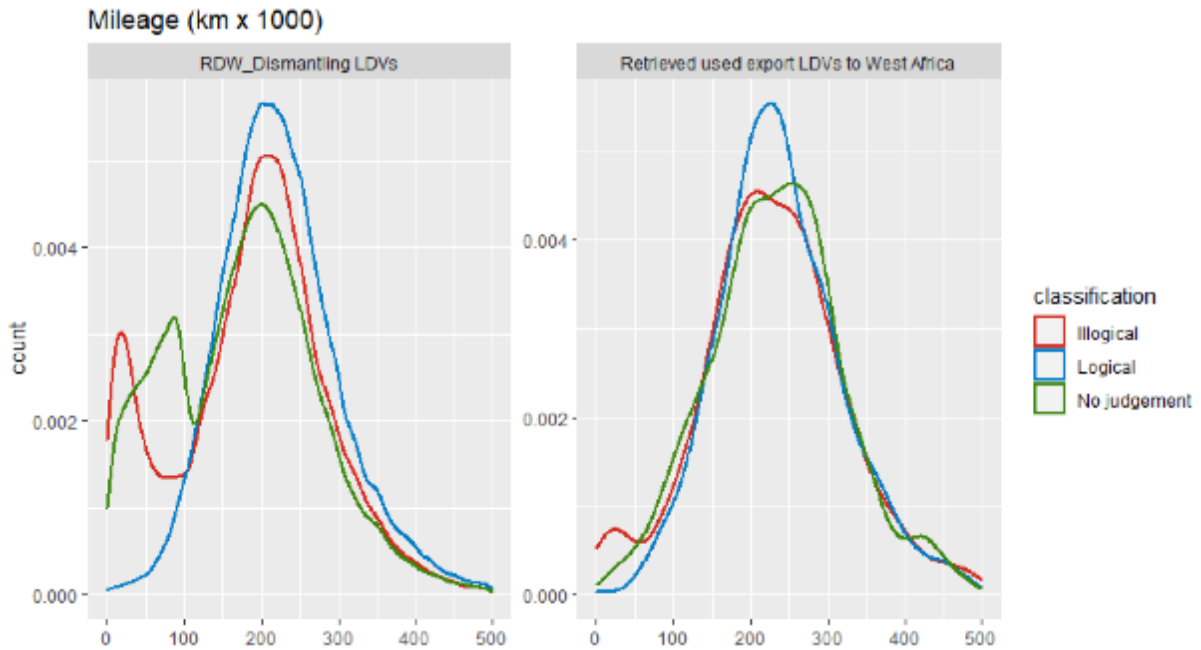 Mileage (km x 1000)
RDW_Dismantling LDVs
Retrieved used export LDVs to West Africa
count
0.004
0.002
0.000
0.004
0.002
0.000
0 100 200 300 400 500
0 100 200 300 400 500
classification
Illogical
Logical
No judgement